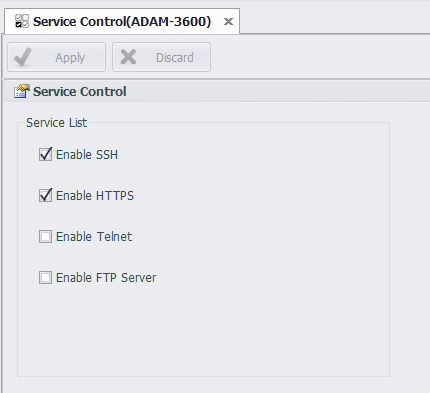 Service Control(ADAM-3600)
Apply
Discard
Service Control
Service List
Enable SSH
Enable HTTPS
Enable Telnet
Enable FTP Server